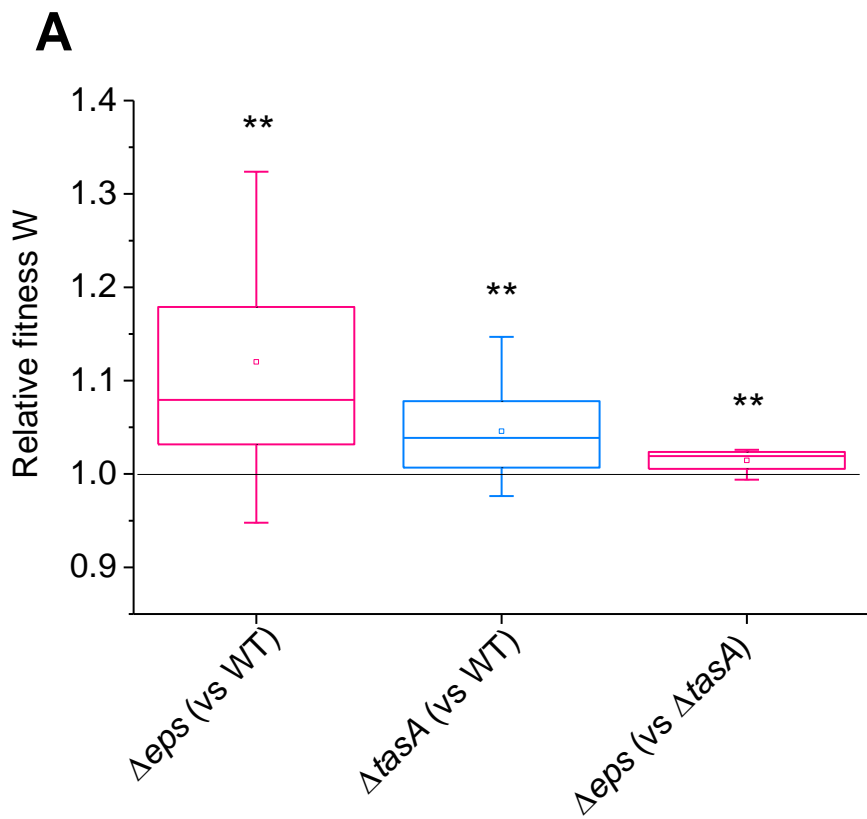 A
Relative fitness W
1.4
1.3
1.2
1.1
1.0
0.9
**
**
**
Δeps (vs WT)
ΔtasA (vs WT)
Δeps (vs ΔtasA)